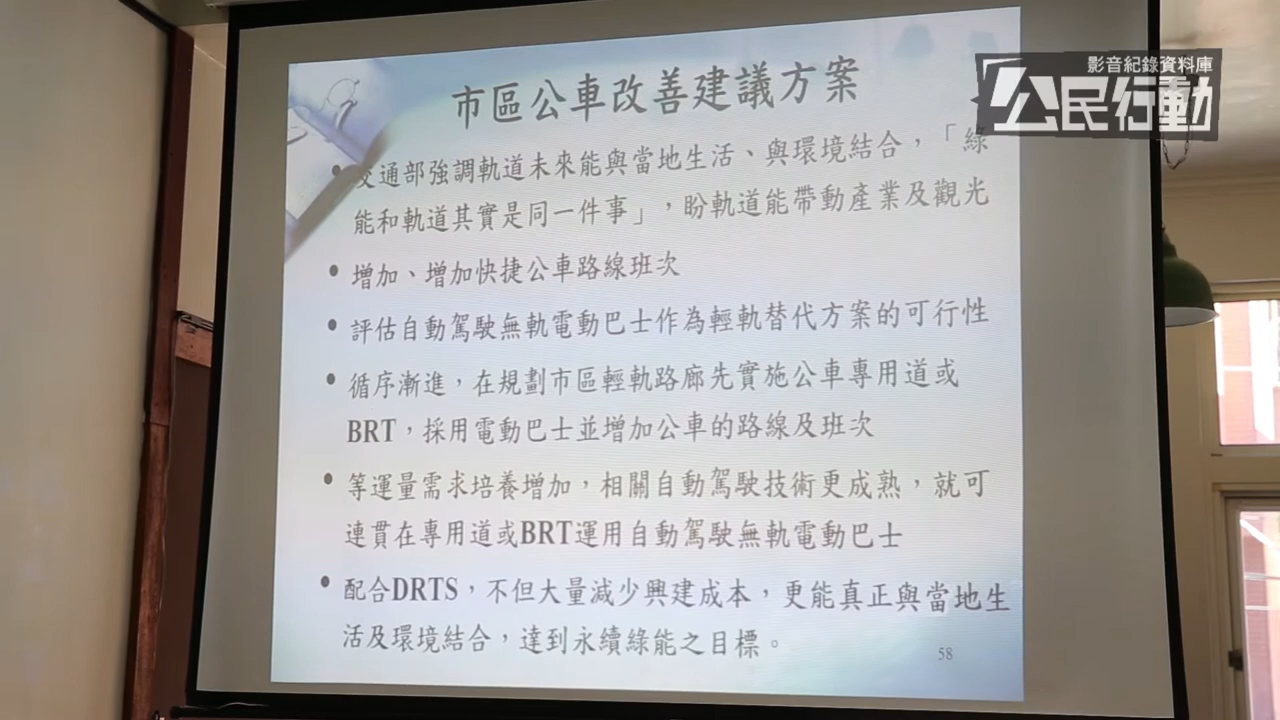 影音紀錄資料庫
公民行動
市區公車改善建議方案
• 交通部強調軌道未來能與當地生活、與環境結合，「綠
能和軌道其實是同一件事」，盼軌道能帶動產業及觀光
• 增加、增加快捷公車路線班次
• 評估自動駕駛無軌電動巴士作為輕軌替代方案的可行性
• 循序漸進，在規劃市區輕軌路廊先實施公車專用道或
BRT，採用電動巴士並增加公車的路線及班次
• 等運量需求培養增加，相關自動駕駛技術更成熟，就可
連貫在專用道或BRT運用自動駕駛無軌電動巴士
• 配合DRTS，不但大量減少興建成本，更能真正與當地生
活及環境結合，達到永續綠能之目標。
58